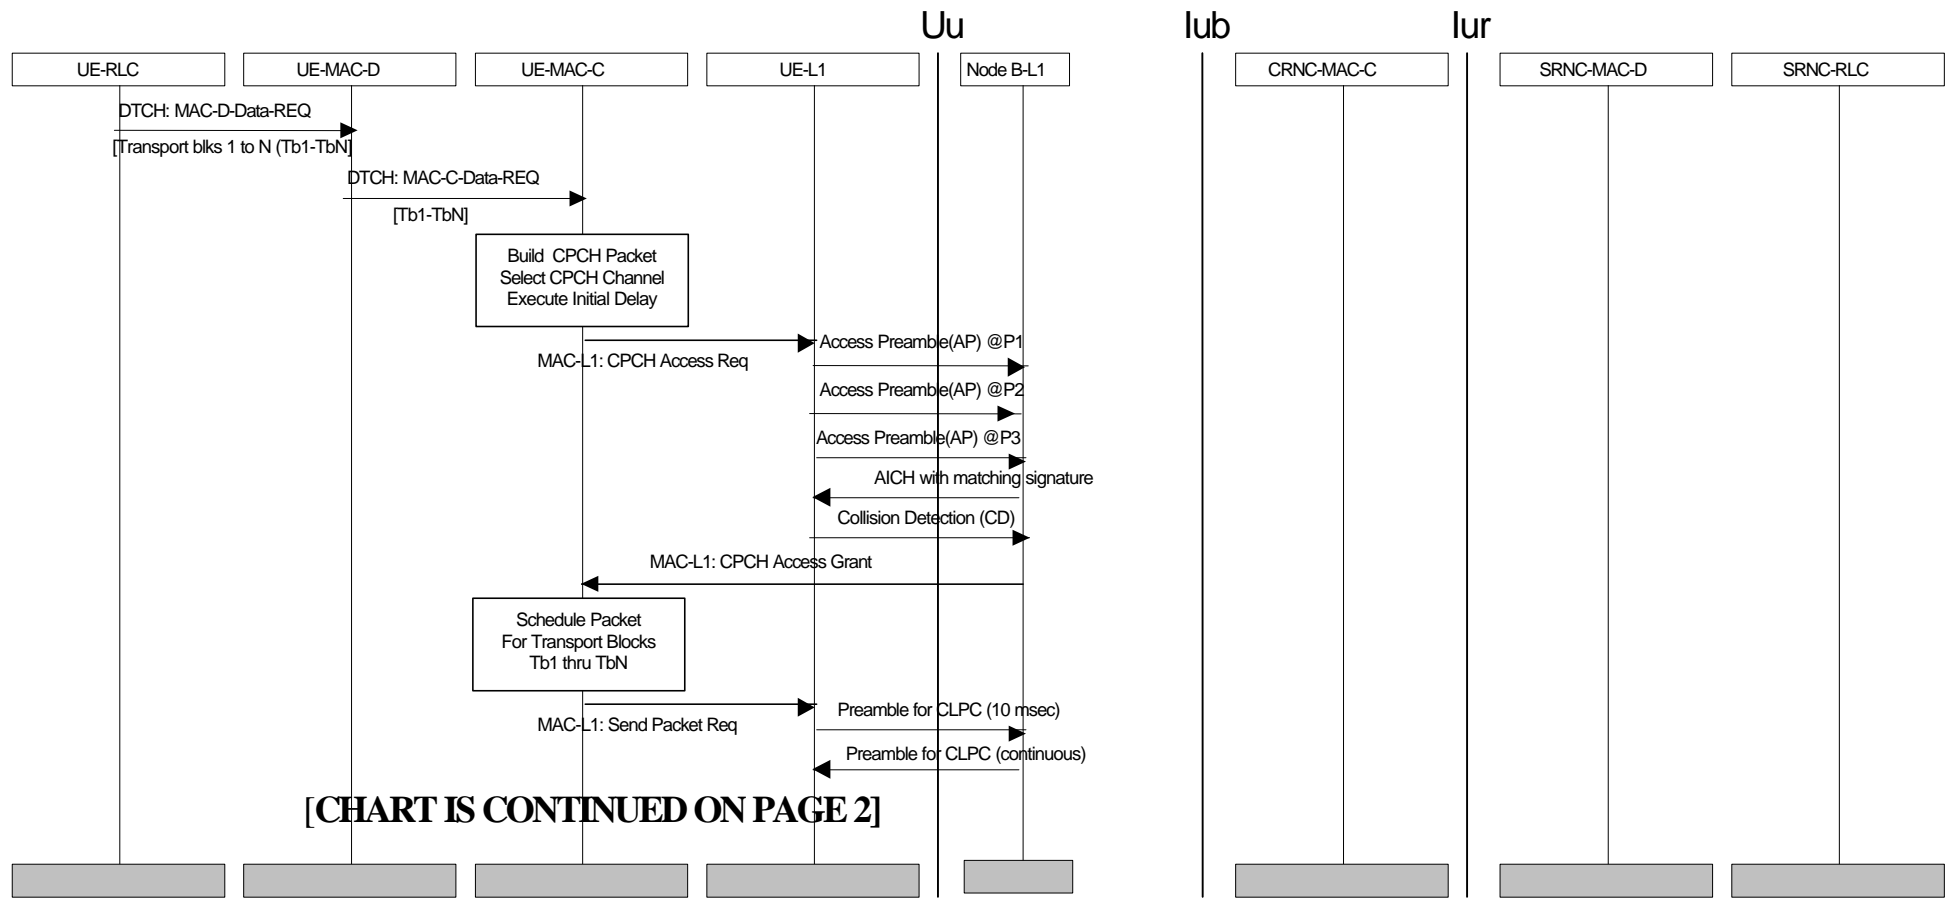 Uu
Iub
Iur
UE-RLC
UE-MAC-D
UE-MAC-C
UE-L1
Node B-L1
CRNC-MAC-C
SRNC-MAC-D
SRNC-RLC
DTCH: MAC-D-Data-REQ
[Transport blks 1 to N (Tb1-TbN]
DTCH: MAC-C-Data-REQ
[Tb1-TbN]
Build CPCH Packet
Select CPCH Channel
Execute Initial Delay
Access Preamble(AP) @P1
MAC-L1: CPCH Access Req
Access Preamble(AP) @P2
Access Preamble(AP) @P3
AICH with matching signature
Collision Detection (CD)
MAC-L1: CPCH Access Grant
Schedule Packet
For Transport Blocks
Tb1 thru TbN
Preamble for CLPC (10 msec)
MAC-L1: Send Packet Req
Preamble for CLPC (continuous)
[CHART IS CONTINUED ON PAGE 2]